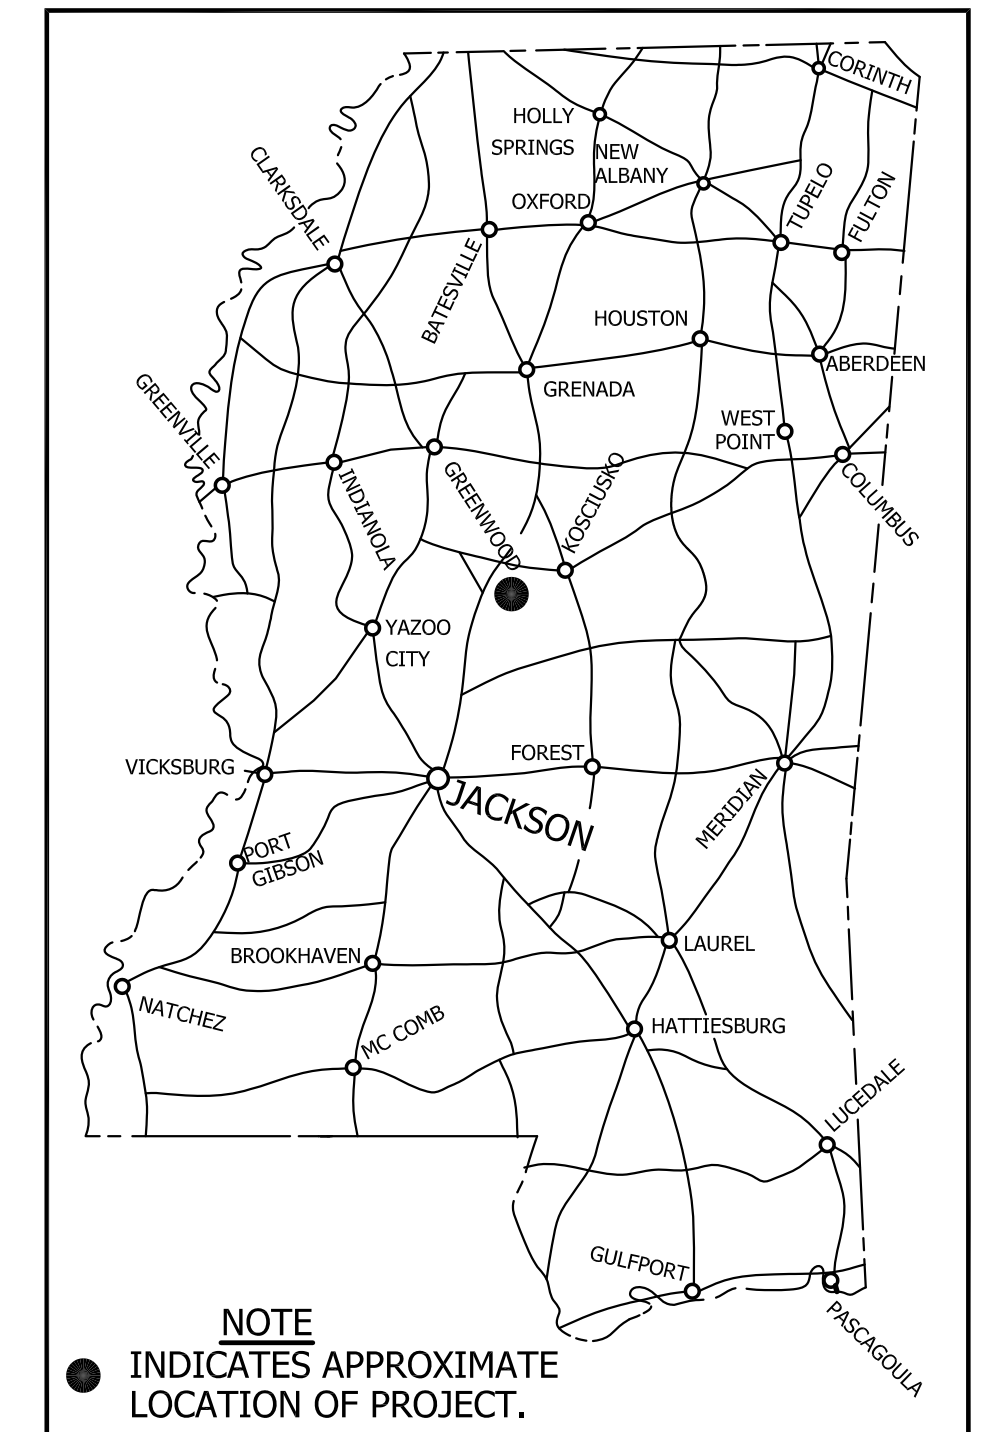 CORINTH
HOLLY
SPRINGS
NEW
ALBANY
CLARKSDALE
OXFORD
TUPELO
FULTON
BATESVILLE
HOUSTON
ABERDEEN
GRENADA
GREENVILLE
WEST
POINT
INDIANOLA
GREENWOOD
KOSCIUSKO
COLUMBUS
YAZOO
CITY
VICKSBURG
FOREST
JACKSON
MERIDIAN
PORT
GIBSON
BROOKHAVEN
LAUREL
NATCHEZ
MC COMB
HATTIESBURG
LUCEDALE
GULFPORT
PASCAGOULA
NOTE
INDICATES APPROXIMATE
LOCATION OF PROJECT.